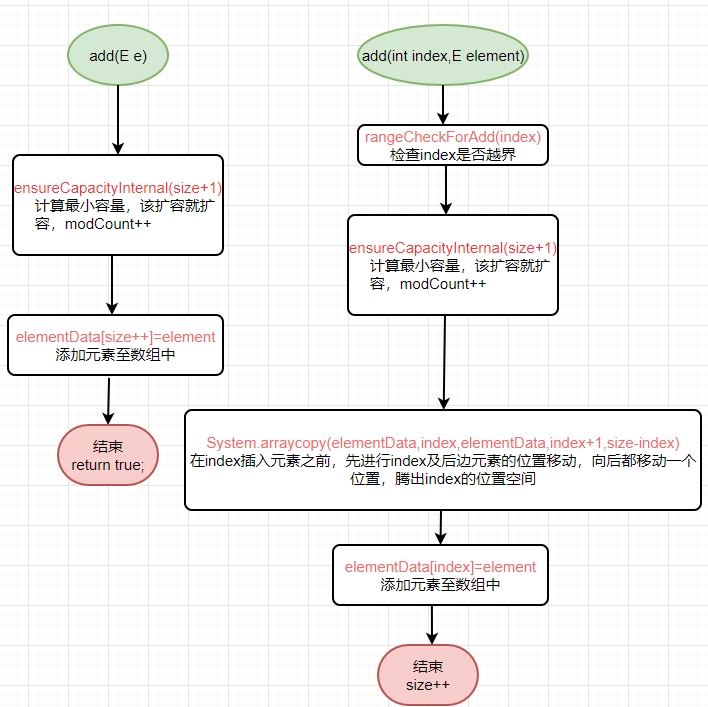 add(E e)
ensureCapacityInternal(size+1)
计算最小容量，该扩容就扩
容，modCount++
elementData[size++]=element
添加元素至数组中
结束
return true;
add(int index,E element)
rangeCheckForAdd(index)
检查index是否越界
ensureCapacityInternal(size+1)
计算最小容量，该扩容就扩
容，modCount++
System.arraycopy(elementData,index,elementData,index+1,size-index)
在index插入元素之前，先进行index及后边元素的位置移动，向后都移动一个
位置，腾出index的位置空间
elementData[index]=element
添加元素至数组中
结束
size++